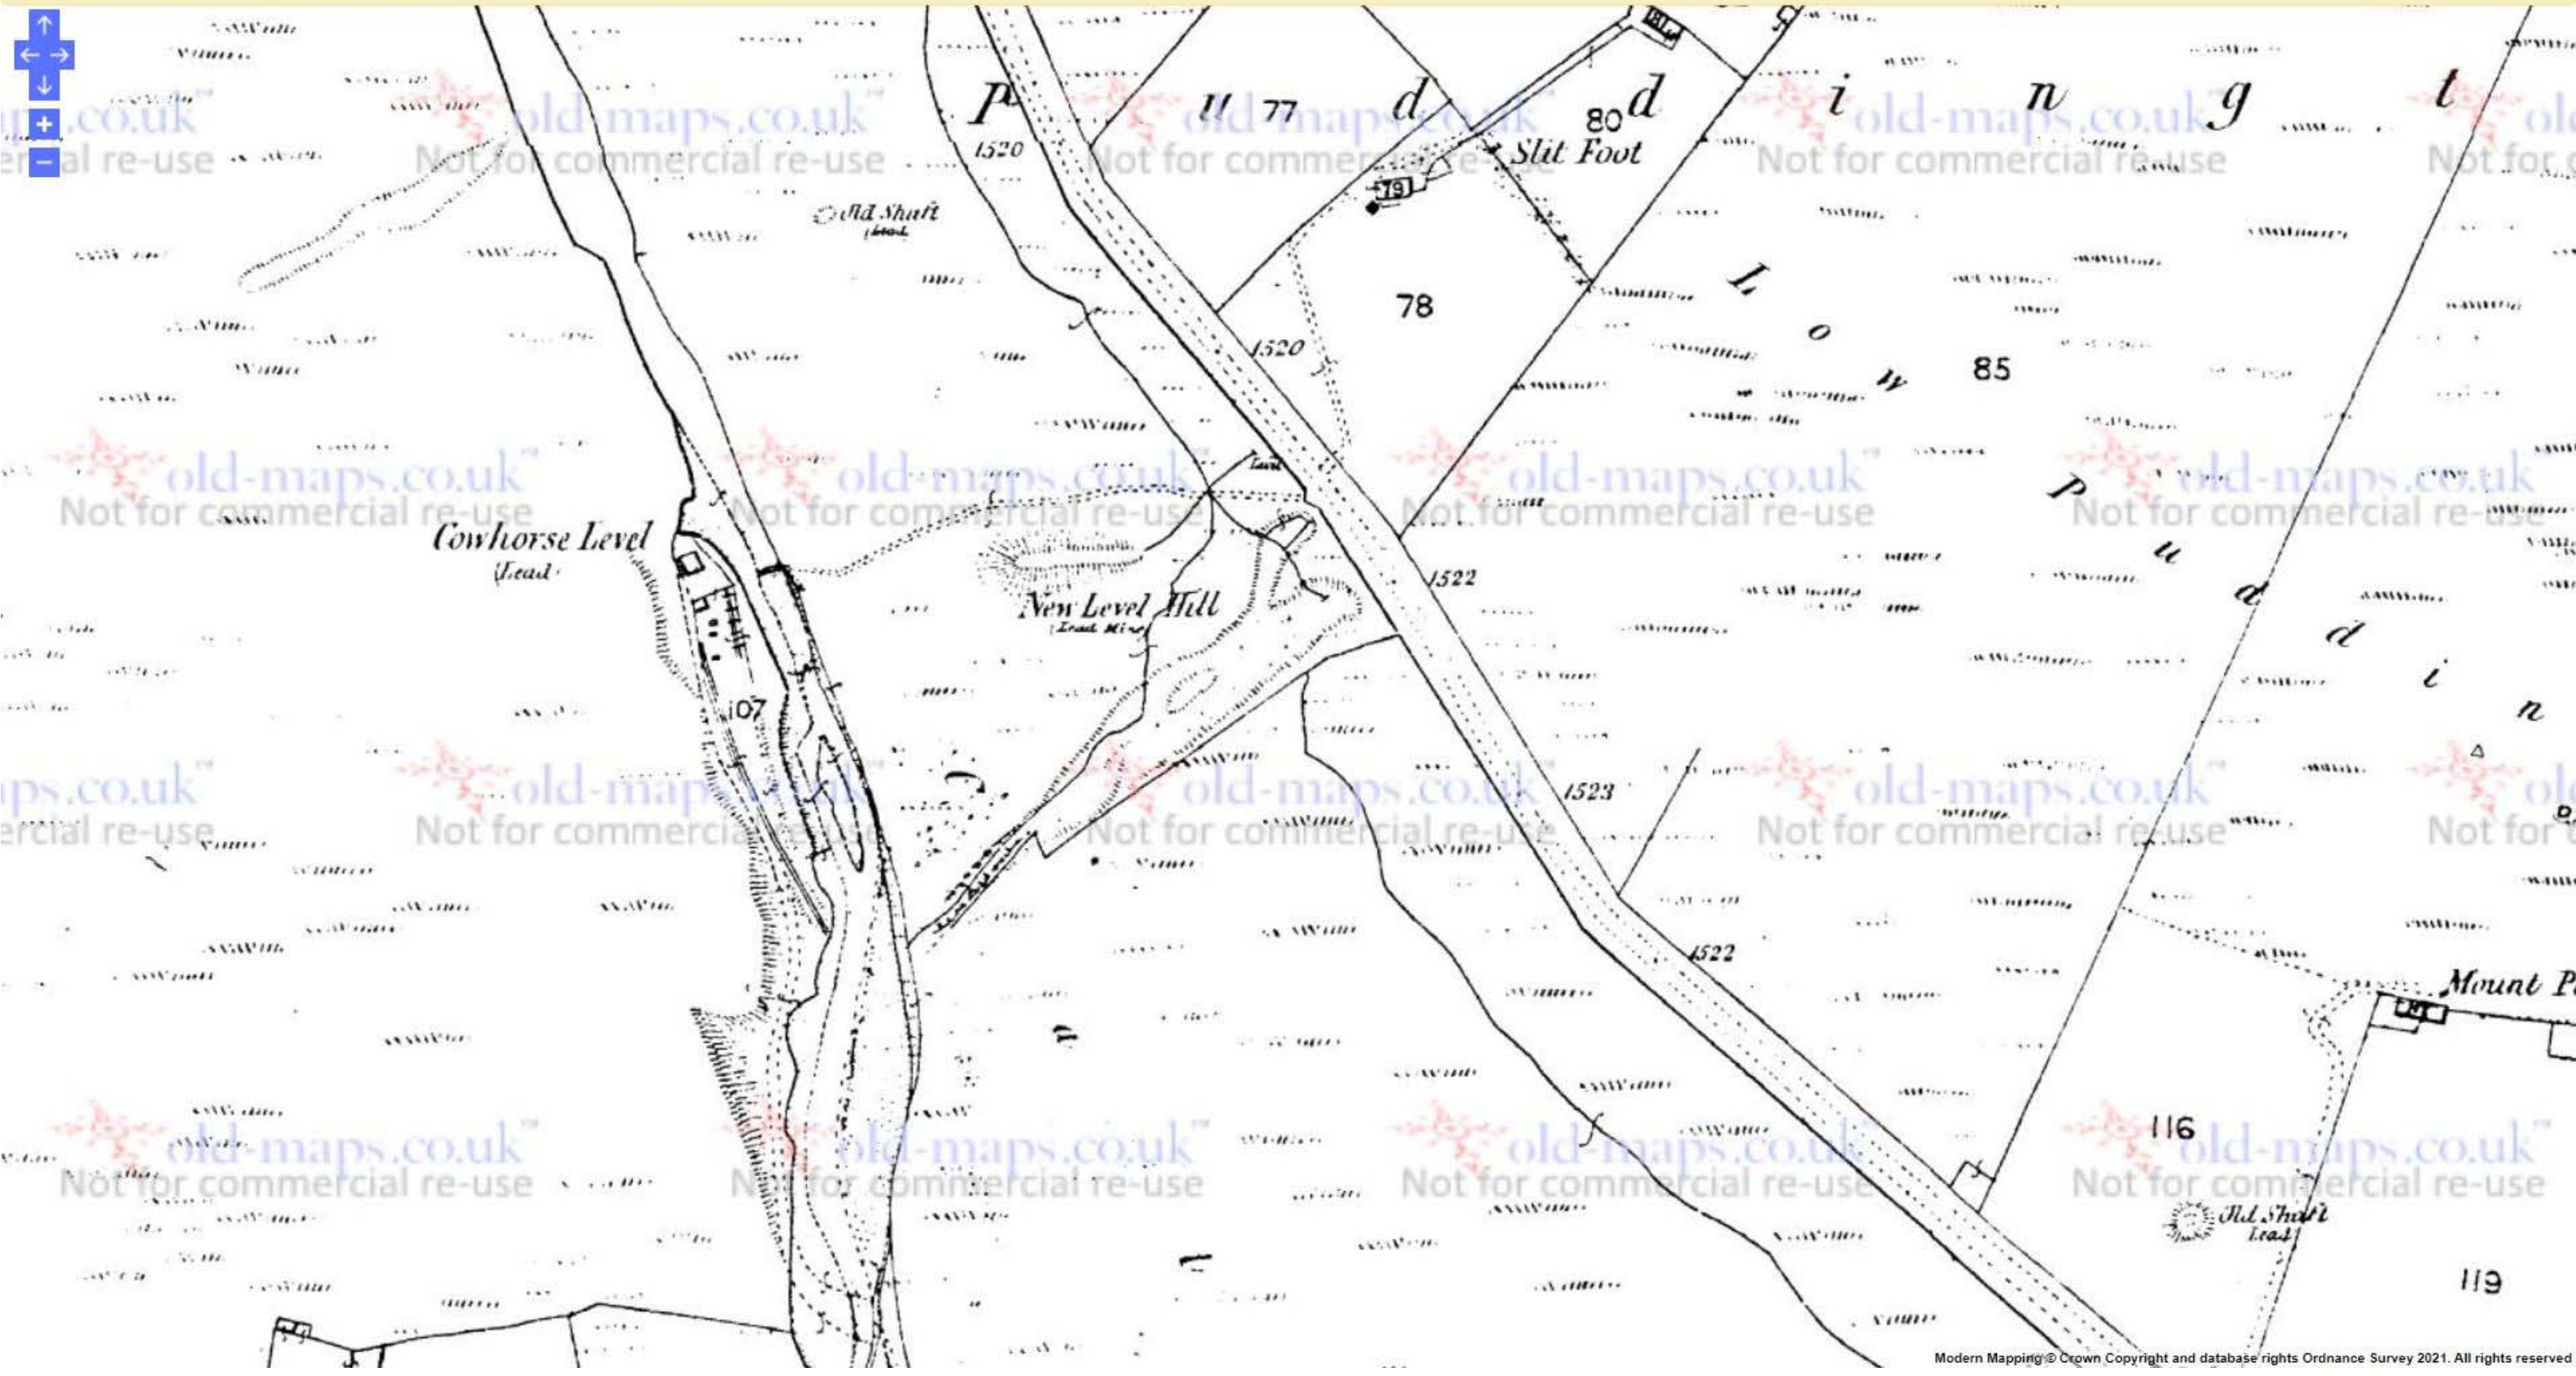 P u d d i n g t
77
80
Slit Foot
1520
Old Shaft
(Lead
79
L o w
78
1520
85
P u d d i n
Level
Cowhorse Level
(Lead
1522
New Level Hill
(Lead Mine)
107
1523
1522
Mount P
116
Old Shaft
Lead
119
old-maps.co.uk™
Not for commercial re-use
Modern Mapping © Crown Copyright and database rights Ordnance Survey 2021. All rights reserved